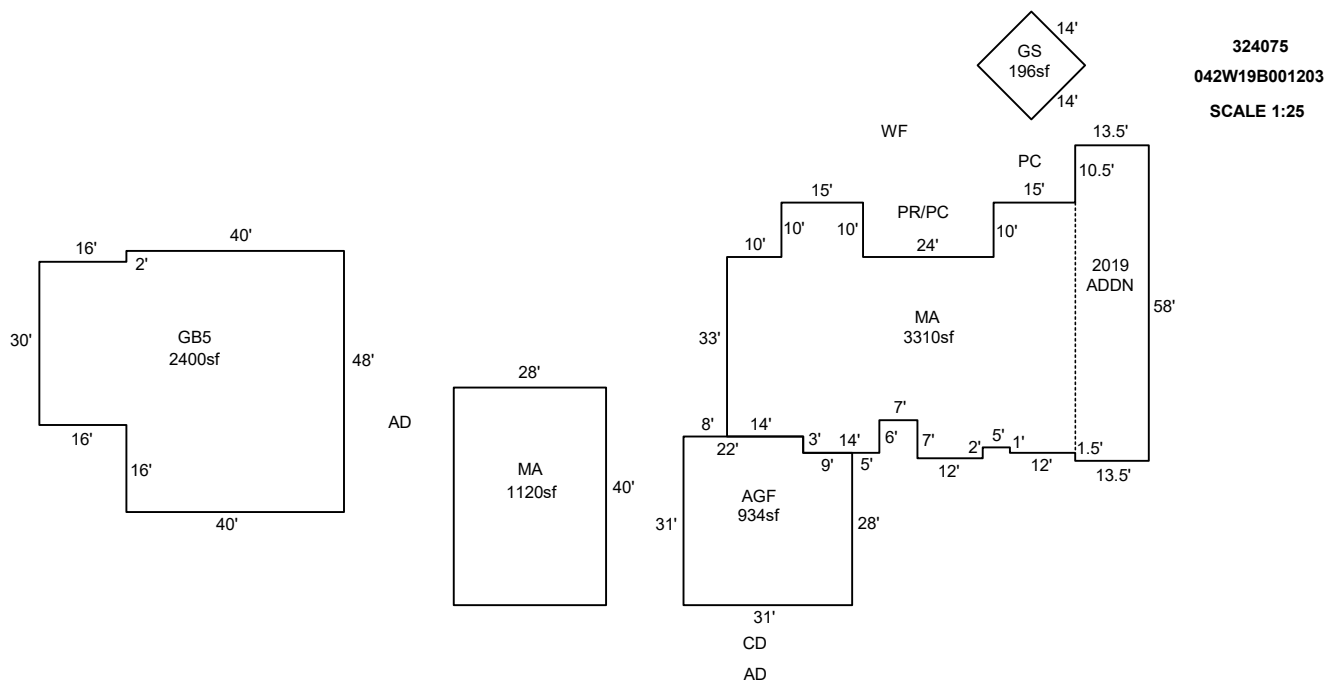 14'
GS
196sf
14'
324075
042W19B001203
SCALE 1:25
WF
PC
13.5'
10.5'
15'
15'
PR/PC
10'
10'
10'
24'
10'
2019
ADDN
MA
3310sf
58'
33'
16'
40'
2'
30'
GB5
2400sf
48'
16'
16'
40'
AD
28'
MA
1120sf
40'
8'
14'
22'
3'
14'
9'
5'
6'
7'
7'
2'
5'
1'
12'
12'
1.5'
13.5'
AGF
934sf
31'
28'
31'
CD
AD